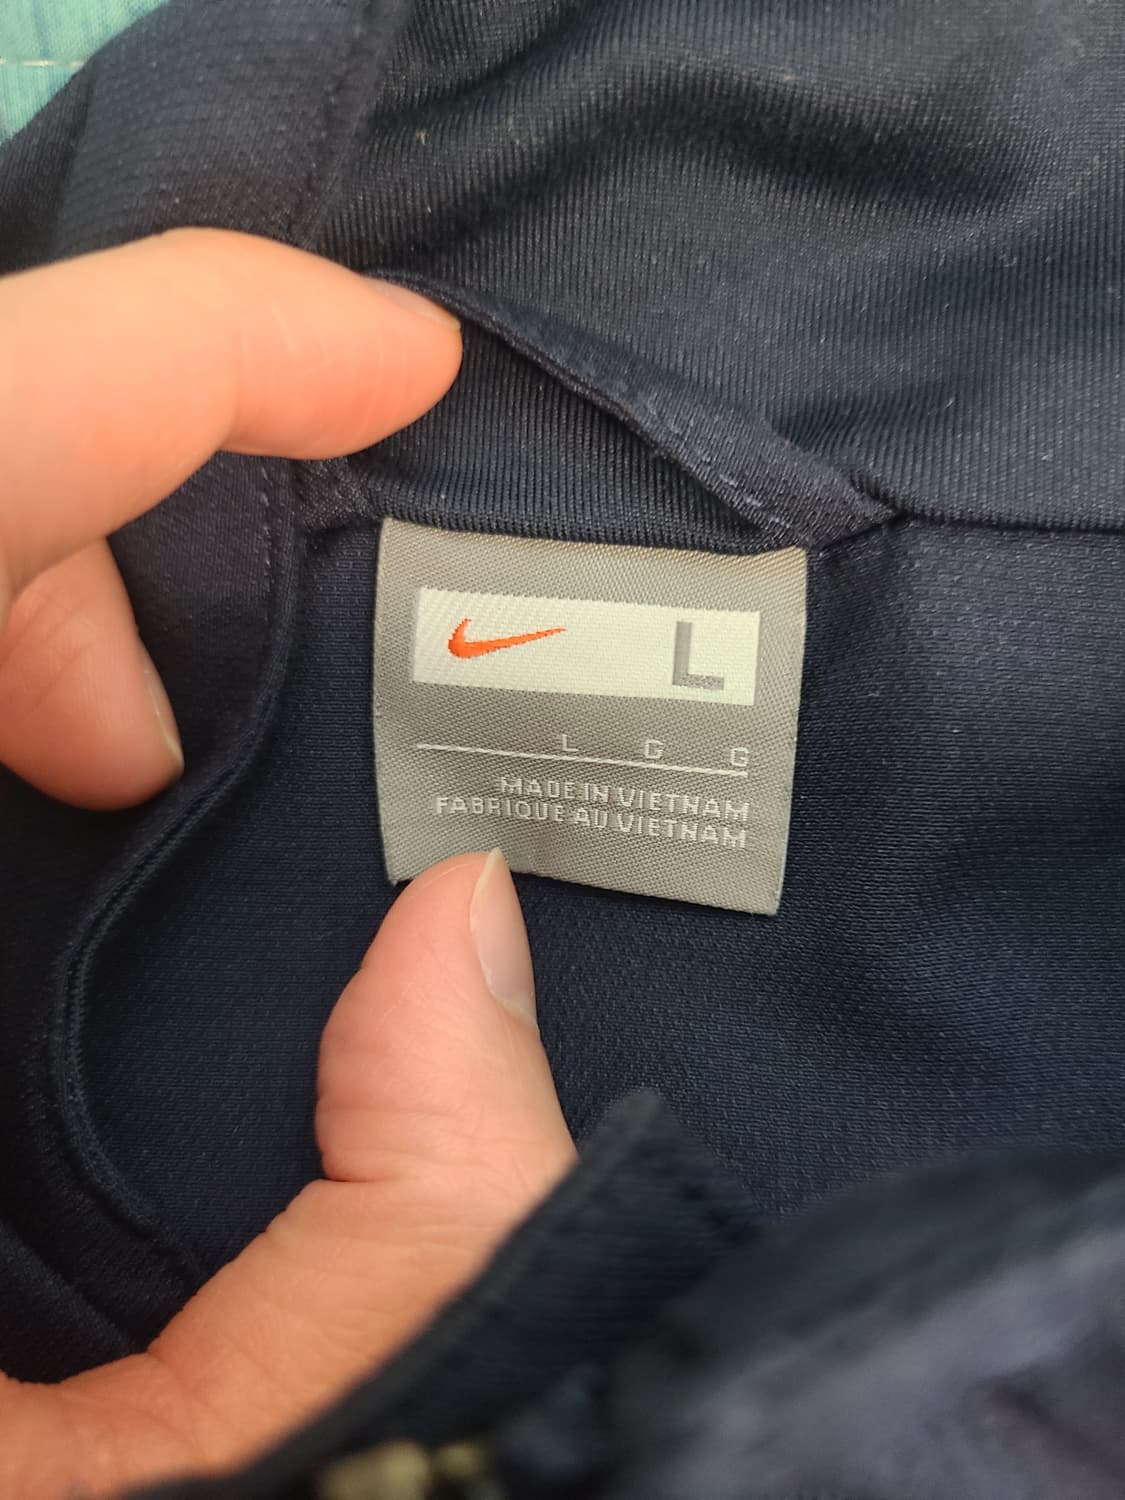 L
L G G
MADE IN VIETNAM
FABRIQUE AU VIETNAM